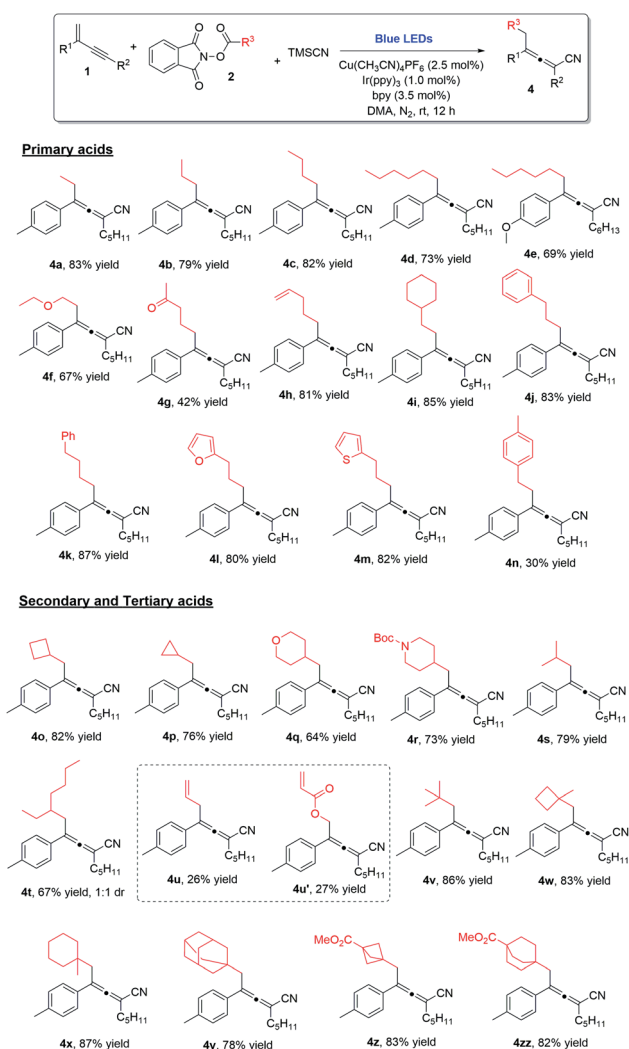 R³
O
R¹
R²
1
+
N
O
O
O
O
R³
2
+ TMSCN
Blue LEDs
Cu(CH3CN)4PF6 (2.5 mol%)
Ir(ppy)3 (1.0 mol%)
bpy (3.5 mol%)
DMA, N2, rt, 12 h
R³
R¹
CN
R²
4
Primary acids
CN CN CN CN CN
C5H11 C5H11 C5H11 C5H11 O C6H13
4a, 83% yield 4b, 79% yield 4c, 82% yield 4d, 73% yield 4e, 69% yield
O O
CN CN CN CN CN
C5H11 C5H11 C5H11 C5H11 C5H11
4f, 67% yield 4g, 42% yield 4h, 81% yield 4i, 85% yield 4j, 83% yield
Ph O S
CN CN CN CN
C5H11 C5H11 C5H11 C5H11
4k, 87% yield 4l, 80% yield 4m, 82% yield 4n, 30% yield
Secondary and Tertiary acids
O Boc N
CN CN CN CN CN
C5H11 C5H11 C5H11 C5H11 C5H11
4o, 82% yield 4p, 76% yield 4q, 64% yield 4r, 73% yield 4s, 79% yield
O
O
CN CN CN CN CN
C5H11 C5H11 C5H11 C5H11 C5H11
4t, 67% yield, 1:1 dr 4u, 26% yield 4u', 27% yield 4v, 86% yield 4w, 83% yield
MeO2C MeO2C
CN CN CN CN
C5H11 C5H11 C5H11 C5H11
4x, 87% yield 4y, 78% yield 4z, 83% yield 4zz, 82% yield